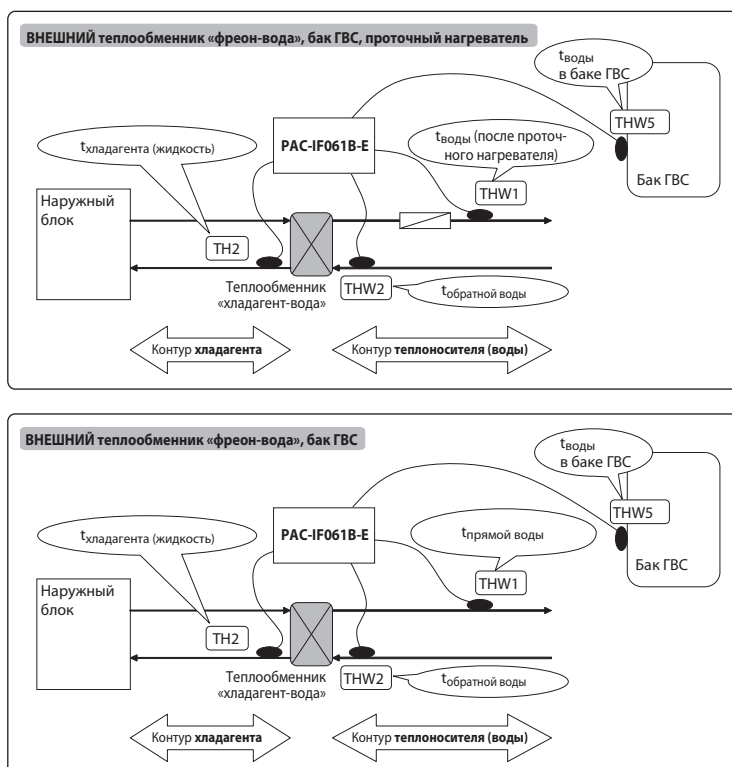 ВНЕШНИЙ теплообменник «фреон-вода», бак ГВС, проточный нагреватель
tводы
в баке ГВС
THW5
Бак ГВС
PAC-IF061B-E
tводы (после проточ-
ного нагревателя)
THW1
tхладагента (жидкость)
Наружный
блок
TH2
Теплообменник
«хладагент-вода»
THW2
tобратной воды
Контур хладагента
Контур теплоносителя (воды)
ВНЕШНИЙ теплообменник «фреон-вода», бак ГВС
tводы
в баке ГВС
THW5
Бак ГВС
PAC-IF061B-E
tпрямой воды
THW1
tхладагента (жидкость)
Наружный
блок
TH2
Теплообменник
«хладагент-вода»
THW2
tобратной воды
Контур хладагента
Контур теплоносителя (воды)